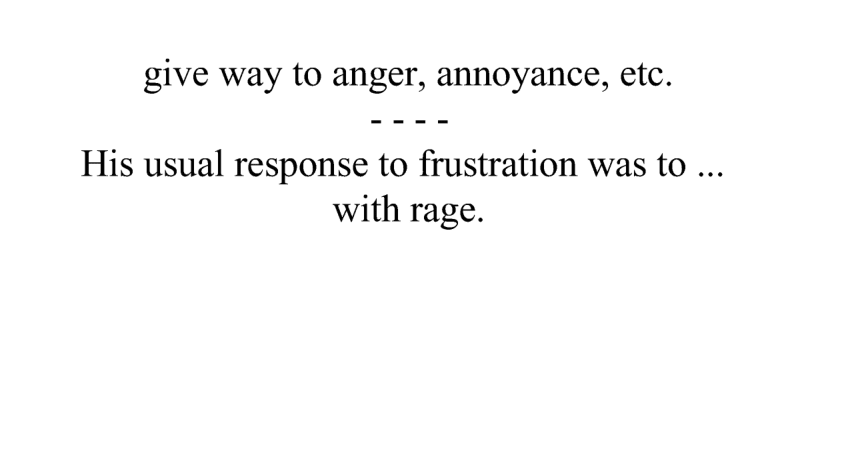 give way to anger, annoyance, etc.
- - - -
His usual response to frustration was to ...
with rage.